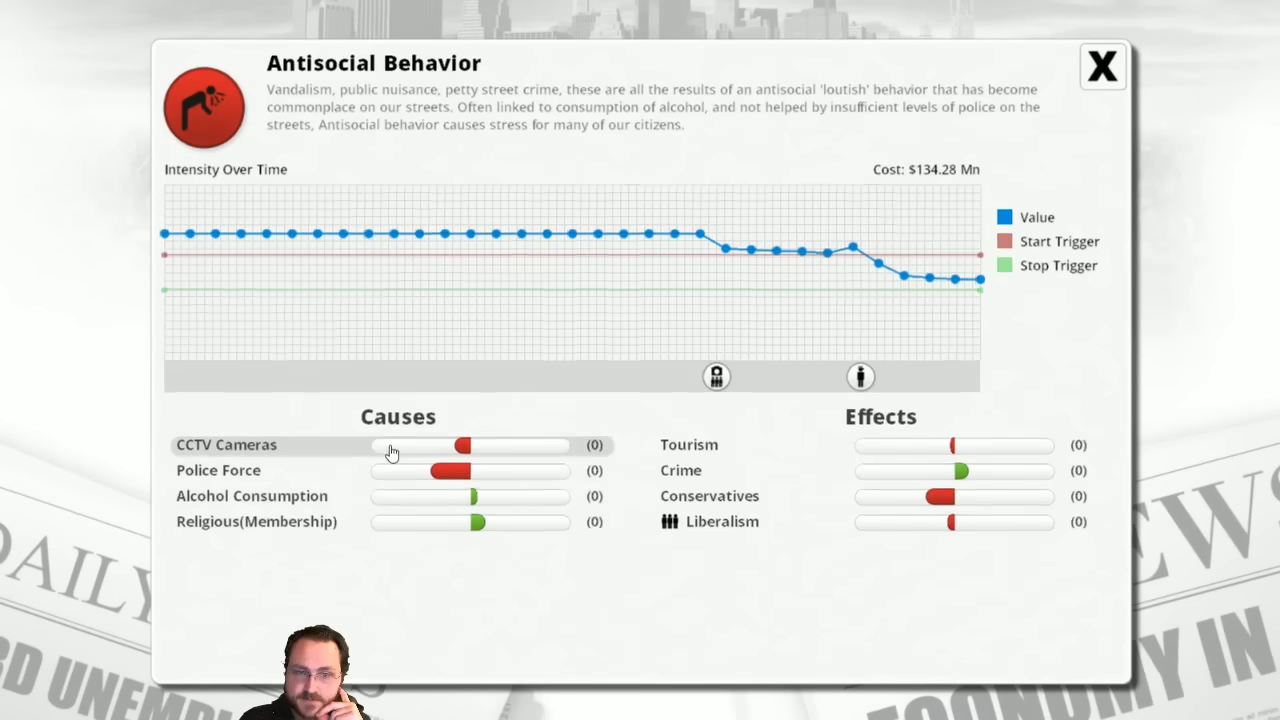 Antisocial Behavior
X
Vandalism, public nuisance, petty street crime, these are all the results of an antisocial 'loutish' behavior that has become
commonplace on our streets. Often linked to consumption of alcohol, and not helped by insufficient levels of police on the
streets, Antisocial behavior causes stress for many of our citizens.
Intensity Over Time
Cost: $134.28 Mn
Value
Start Trigger
Stop Trigger
Causes
CCTV Cameras (0)
Police Force (0)
Alcohol Consumption (0)
Religious(Membership) (0)
Effects
Tourism (0)
Crime (0)
Conservatives (0)
Liberalism (0)
DAILY
ECONOMY IN